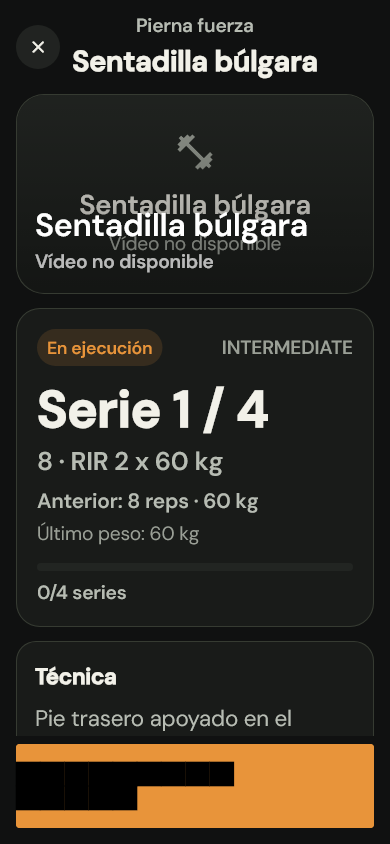 Pierna fuerza
Sentadilla búlgara
Sentadilla búlgara
Sentadilla búlgara
Vídeo no disponible
Vídeo no disponible
En ejecución
INTERMEDIATE
Serie 1 / 4
8 · RIR 2 x 60 kg
Anterior: 8 reps · 60 kg
Último peso: 60 kg
0/4 series
Técnica
Pie trasero apoyado en el